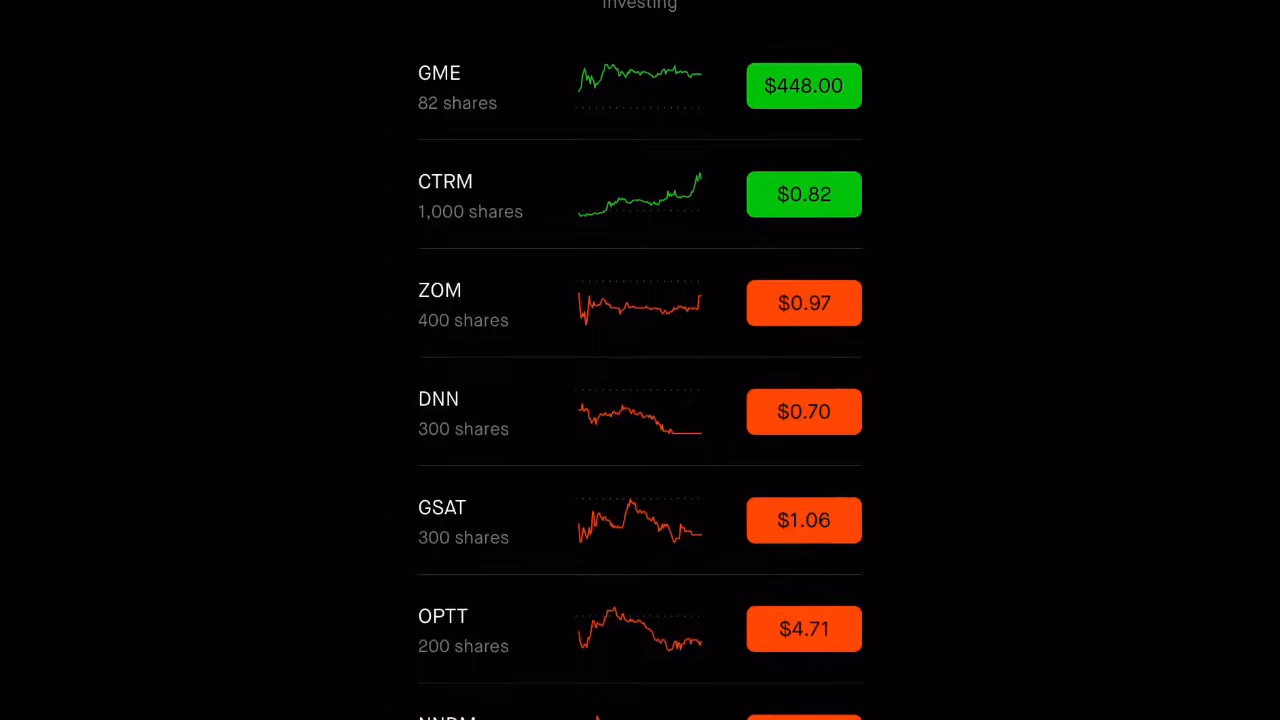 Investing
GME
82 shares
$448.00
CTRM
1,000 shares
$0.82
ZOM
400 shares
$0.97
DNN
300 shares
$0.70
GSAT
300 shares
$1.06
OPTT
200 shares
$4.71
NNDM